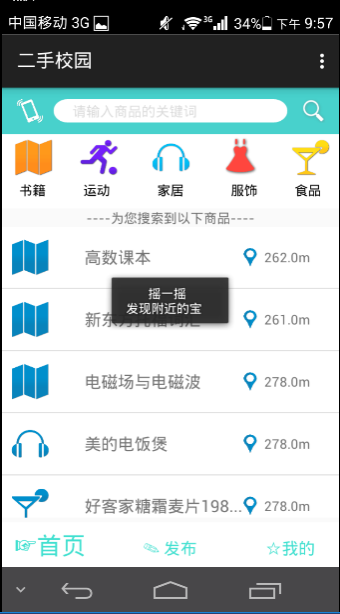 中国移动 3G 3G 34% 下午 9:57
二手校园
请输入商品的关键词
书籍 运动 家居 服饰 食品
----为您搜索到以下商品----
高数课本 262.0m
摇一摇
发现附近的宝
新东方 261.0m
电磁场与电磁波 278.0m
美的电饭煲 278.0m
好客家糖霜麦片198... 278.0m
☞首页 ✎ 发布 ☆我的